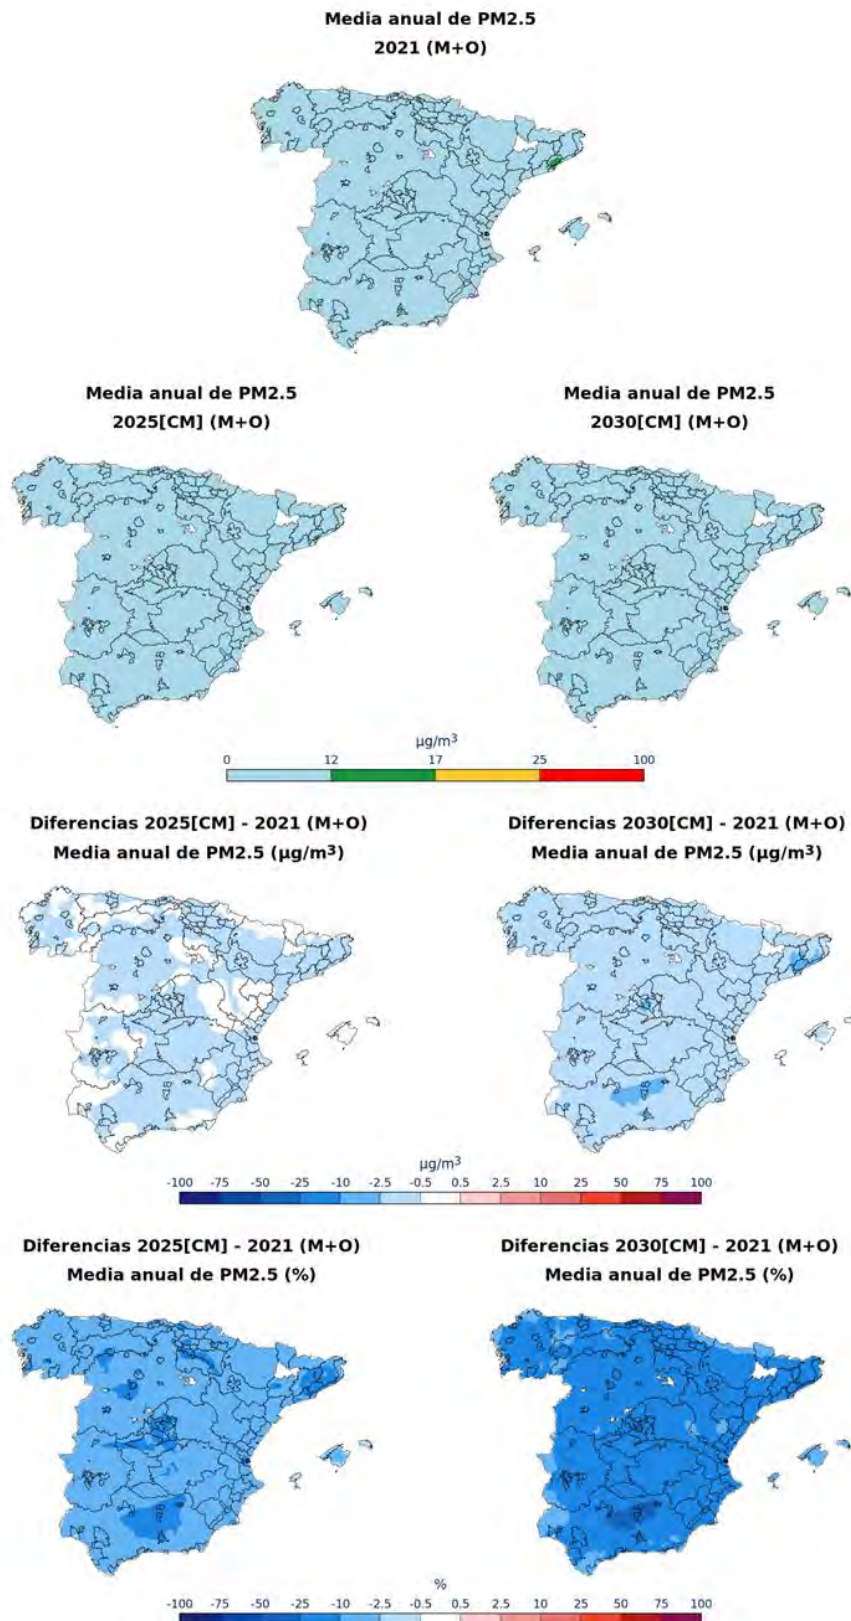 Media anual de PM2.5
2021 (M+O)
Media anual de PM2.5
2025[CM] (M+O)
Media anual de PM2.5
2030[CM] (M+O)
µg/m³
0 12 17 25 100
Diferencias 2025[CM] - 2021 (M+O)
Media anual de PM2.5 (µg/m³)
Diferencias 2030[CM] - 2021 (M+O)
Media anual de PM2.5 (µg/m³)
µg/m³
-100 -75 -50 -25 -10 -2.5 -0.5 0.5 2.5 10 25 50 75 100
Diferencias 2025[CM] - 2021 (M+O)
Media anual de PM2.5 (%)
Diferencias 2030[CM] - 2021 (M+O)
Media anual de PM2.5 (%)
%
-100 -75 -50 -25 -10 -2.5 -0.5 0.5 2.5 10 25 50 75 100